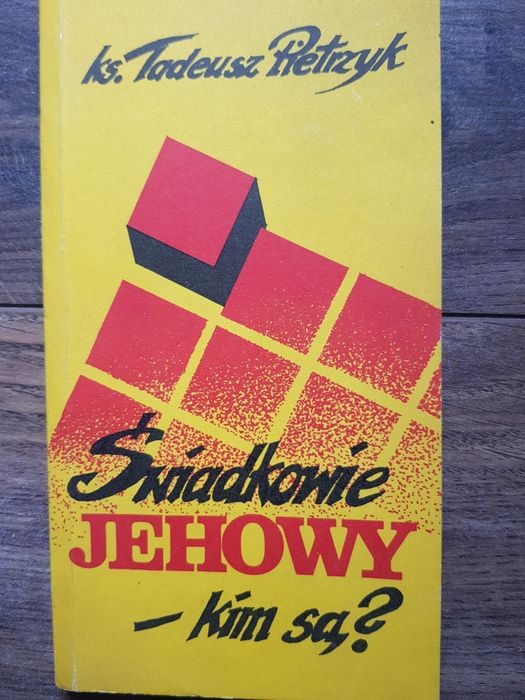 ks. Tadeusz Pietrzyk
Świadkowie
JEHOWY
– kim są?